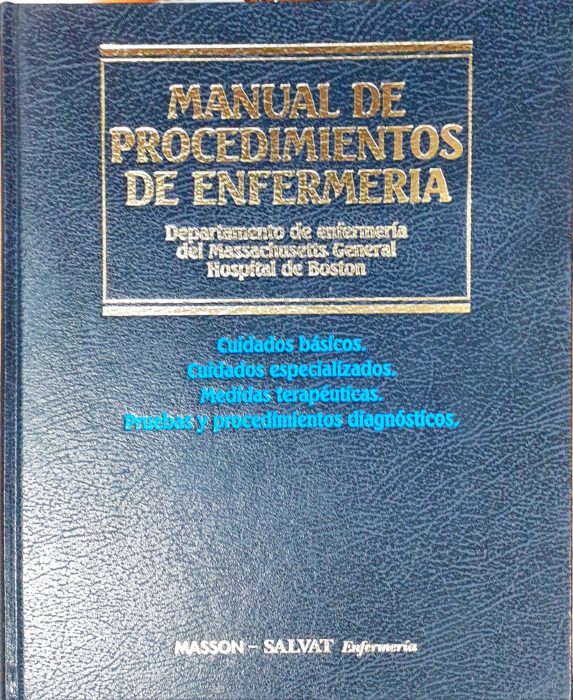 MANUAL DE
PROCEDIMIENTOS
DE ENFERMERIA
Departamento de enfermería
del Massachusetts General
Hospital de Boston
Cuidados básicos.
Cuidados especializados.
Medidas terapéuticas.
Pruebas y procedimientos diagnósticos.
MASSON – SALVAT Enfermería